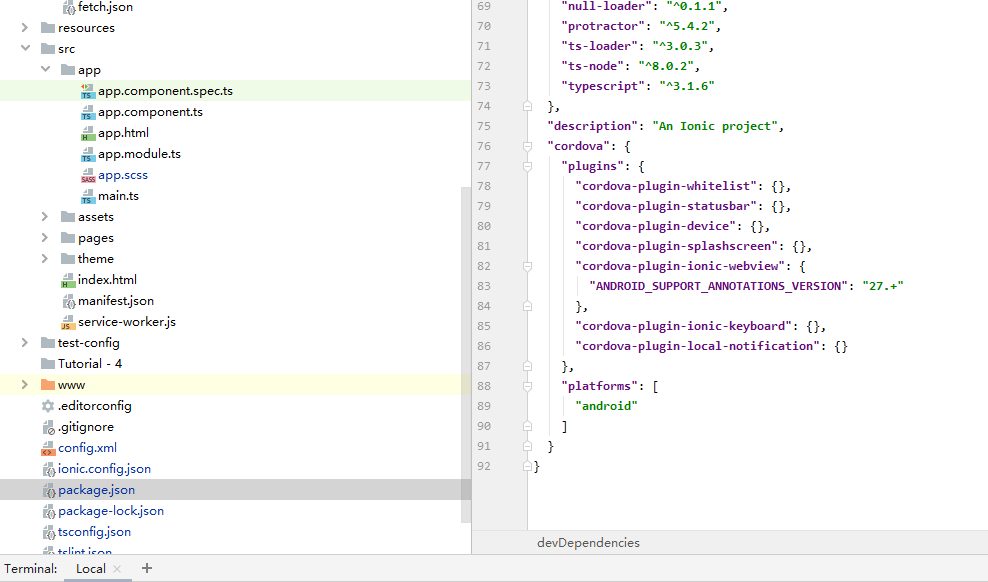 fetch.json
resources
src
app
app.component.spec.ts
app.component.ts
app.html
app.module.ts
app.scss
main.ts
assets
pages
theme
index.html
manifest.json
service-worker.js
test-config
Tutorial - 4
www
.editorconfig
.gitignore
config.xml
ionic.config.json
package.json
package-lock.json
tsconfig.json
tslint.json
69 "null-loader": "^0.1.1",
70 "protractor": "^5.4.2",
71 "ts-loader": "^3.0.3",
72 "ts-node": "^8.0.2",
73 "typescript": "^3.1.6"
74 },
75 "description": "An Ionic project",
76 "cordova": {
77 "plugins": {
78 "cordova-plugin-whitelist": {},
79 "cordova-plugin-statusbar": {},
80 "cordova-plugin-device": {},
81 "cordova-plugin-splashscreen": {},
82 "cordova-plugin-ionic-webview": {
83 "ANDROID_SUPPORT_ANNOTATIONS_VERSION": "27.+"
84 },
85 "cordova-plugin-ionic-keyboard": {},
86 "cordova-plugin-local-notification": {}
87 },
88 "platforms": [
89 "android"
90 ]
91 }
92 }
devDependencies
Terminal: Local × +